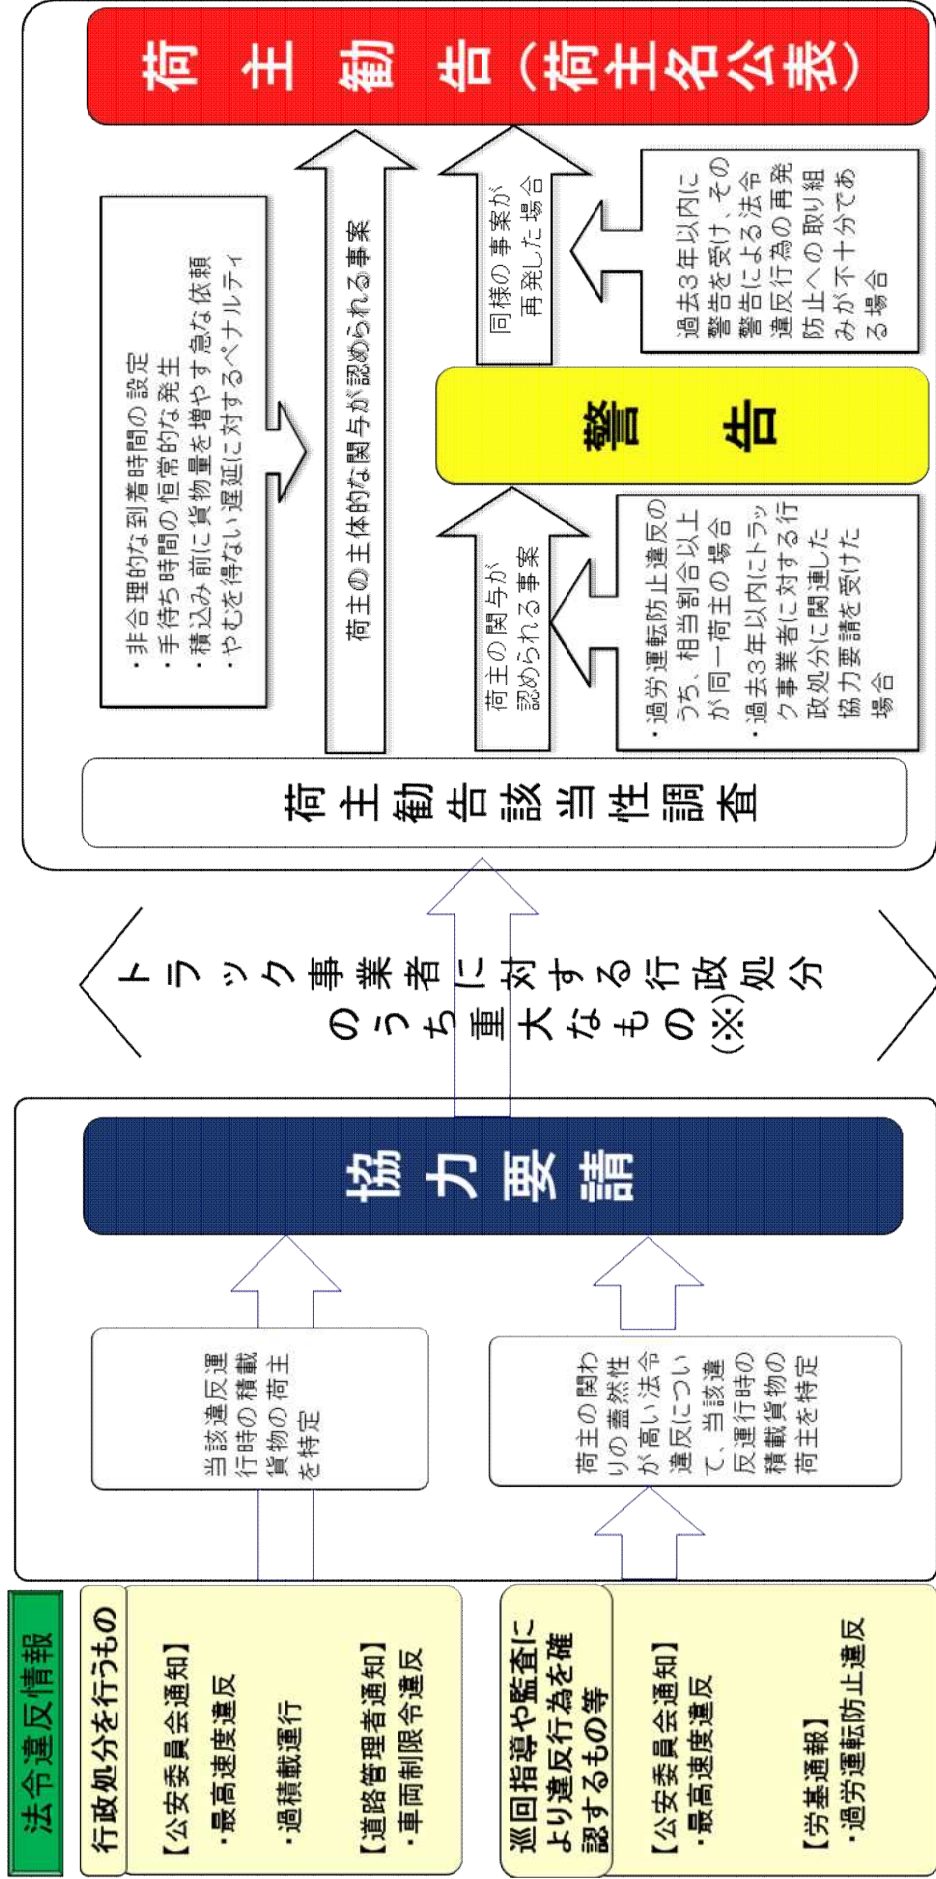 法令違反情報
行政処分を行うもの
【公安委員会通知】
・最高速度違反
・過積載運行
【道路管理者通知】
・車両制限令違反
巡回指導や監査に
より違反行為を確
認するもの等
【公安委員会通知】
・最高速度違反
【労基通報】
・過労運転防止違反
当該違反運
行時の積載
貨物の荷主
を特定
荷主の関わ
りの蓋然性
が高い法令
違反につい
て、当該違
反運行時の
積載貨物の
荷主を特定
協力要請
トラック事業者に対する行政処分
のうち重大なもの(※)
荷主勧告該当性調査
・非合理的な到着時間の設定
・手待ち時間の恒常的な発生
・積込み前に貨物量を増やす急な依頼
・やむを得ない遅延に対するペナルティ
荷主の主体的な関与が認められる事案
荷主の関与が
認められる事案
・過労運転防止違反の
うち、相当割合以上
が同一荷主の場合
・過去3年以内にトラッ
ク事業者に対する行
政処分に関連した
協力要請を受けた
場合
警告
同様の事案が
再発した場合
過去3年以内に
警告を受け、その
警告による法令
違反行為の再発
防止への取り組
みが不十分であ
る場合
荷主勧告(荷主名公表)